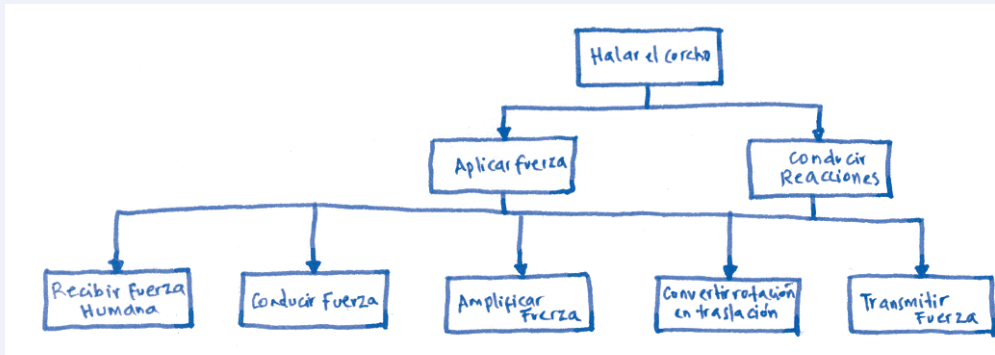 Halar el corcho
Aplicar fuerza
Conducir
Reacciones
Recibir Fuerza
Humana
Conducir Fuerza
Amplificar
Fuerza
Convertir rotación
en traslación
Transmitir
Fuerza